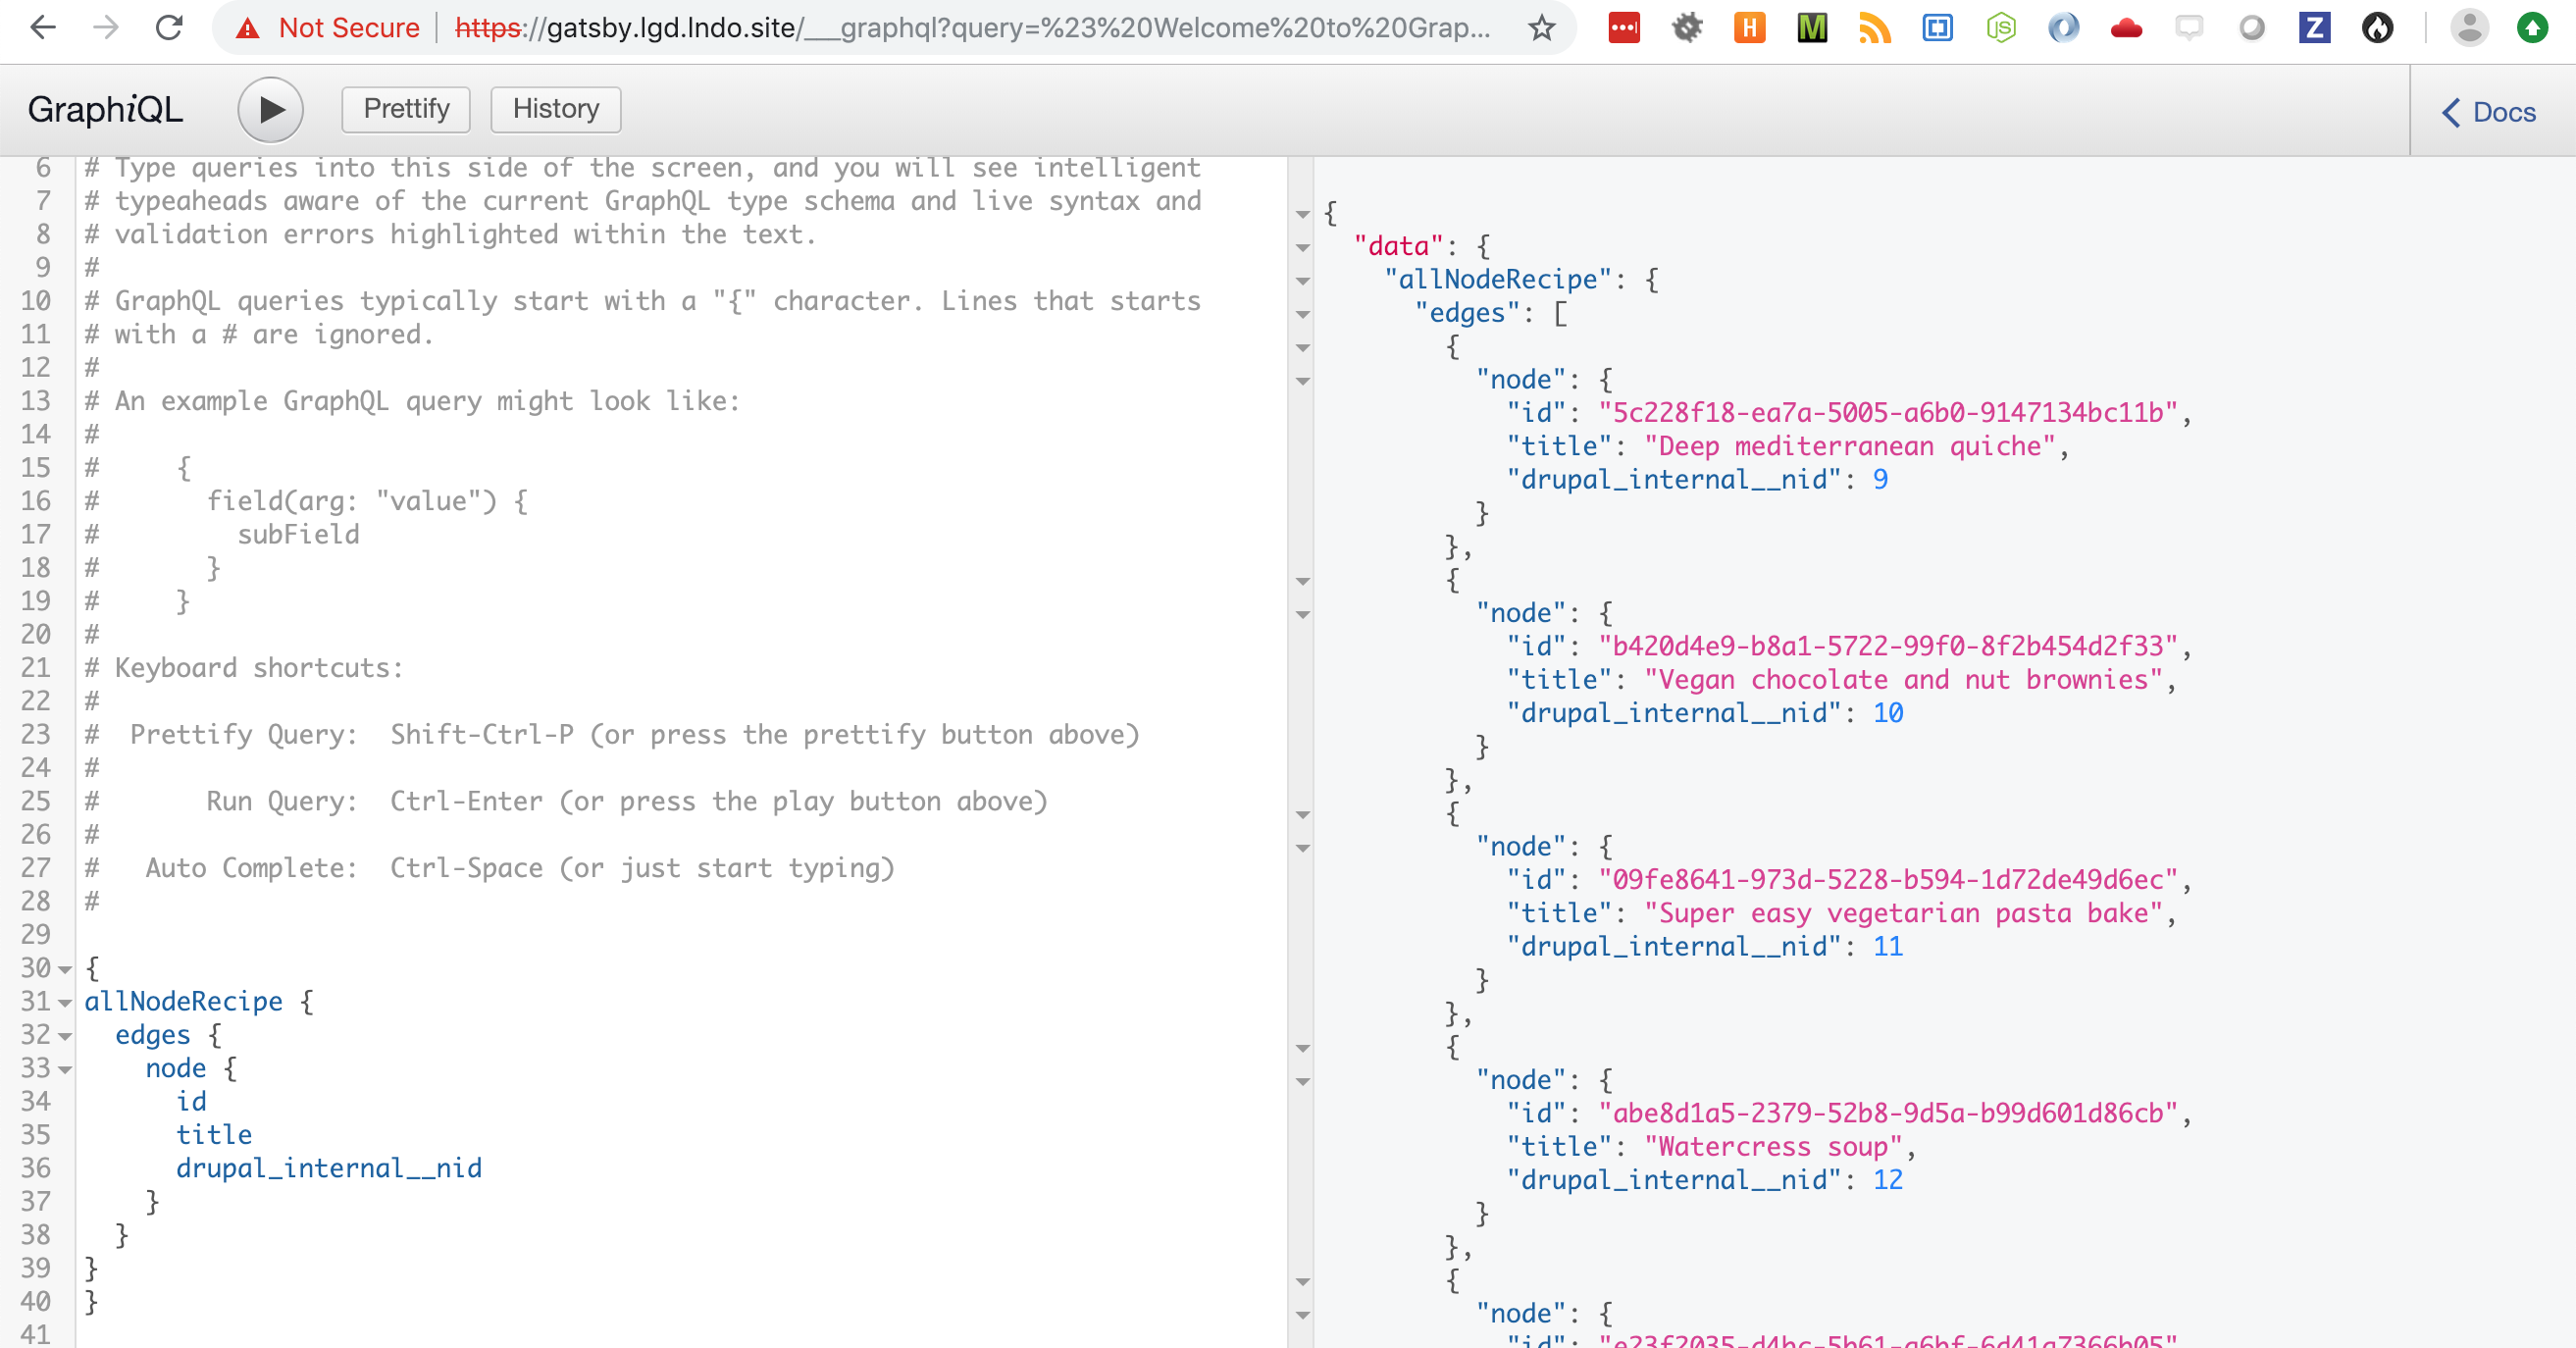 Not Secure | https://gatsby.lgd.lndo.site/___graphql?query=%23%20Welcome%20to%20Grap...
GraphiQL Prettify History Docs
6 # Type queries into this side of the screen, and you will see intelligent
7 # typeaheads aware of the current GraphQL type schema and live syntax and
8 # validation errors highlighted within the text.
9 #
10 # GraphQL queries typically start with a "{" character. Lines that starts
11 # with a # are ignored.
12 #
13 # An example GraphQL query might look like:
14 #
15 #     {
16 #       field(arg: "value") {
17 #         subField
18 #       }
19 #     }
20 #
21 # Keyboard shortcuts:
22 #
23 #  Prettify Query:  Shift-Ctrl-P (or press the prettify button above)
24 #
25 #       Run Query:  Ctrl-Enter (or press the play button above)
26 #
27 #   Auto Complete:  Ctrl-Space (or just start typing)
28 #
29
30 {
31 allNodeRecipe {
32   edges {
33     node {
34       id
35       title
36       drupal_internal__nid
37     }
38   }
39 }
40 }
41
{
  "data": {
    "allNodeRecipe": {
      "edges": [
        {
          "node": {
            "id": "5c228f18-ea7a-5005-a6b0-9147134bc11b",
            "title": "Deep mediterranean quiche",
            "drupal_internal__nid": 9
          }
        },
        {
          "node": {
            "id": "b420d4e9-b8a1-5722-99f0-8f2b454d2f33",
            "title": "Vegan chocolate and nut brownies",
            "drupal_internal__nid": 10
          }
        },
        {
          "node": {
            "id": "09fe8641-973d-5228-b594-1d72de49d6ec",
            "title": "Super easy vegetarian pasta bake",
            "drupal_internal__nid": 11
          }
        },
        {
          "node": {
            "id": "abe8d1a5-2379-52b8-9d5a-b99d601d86cb",
            "title": "Watercress soup",
            "drupal_internal__nid": 12
          }
        },
        {
          "node": {
            "id":